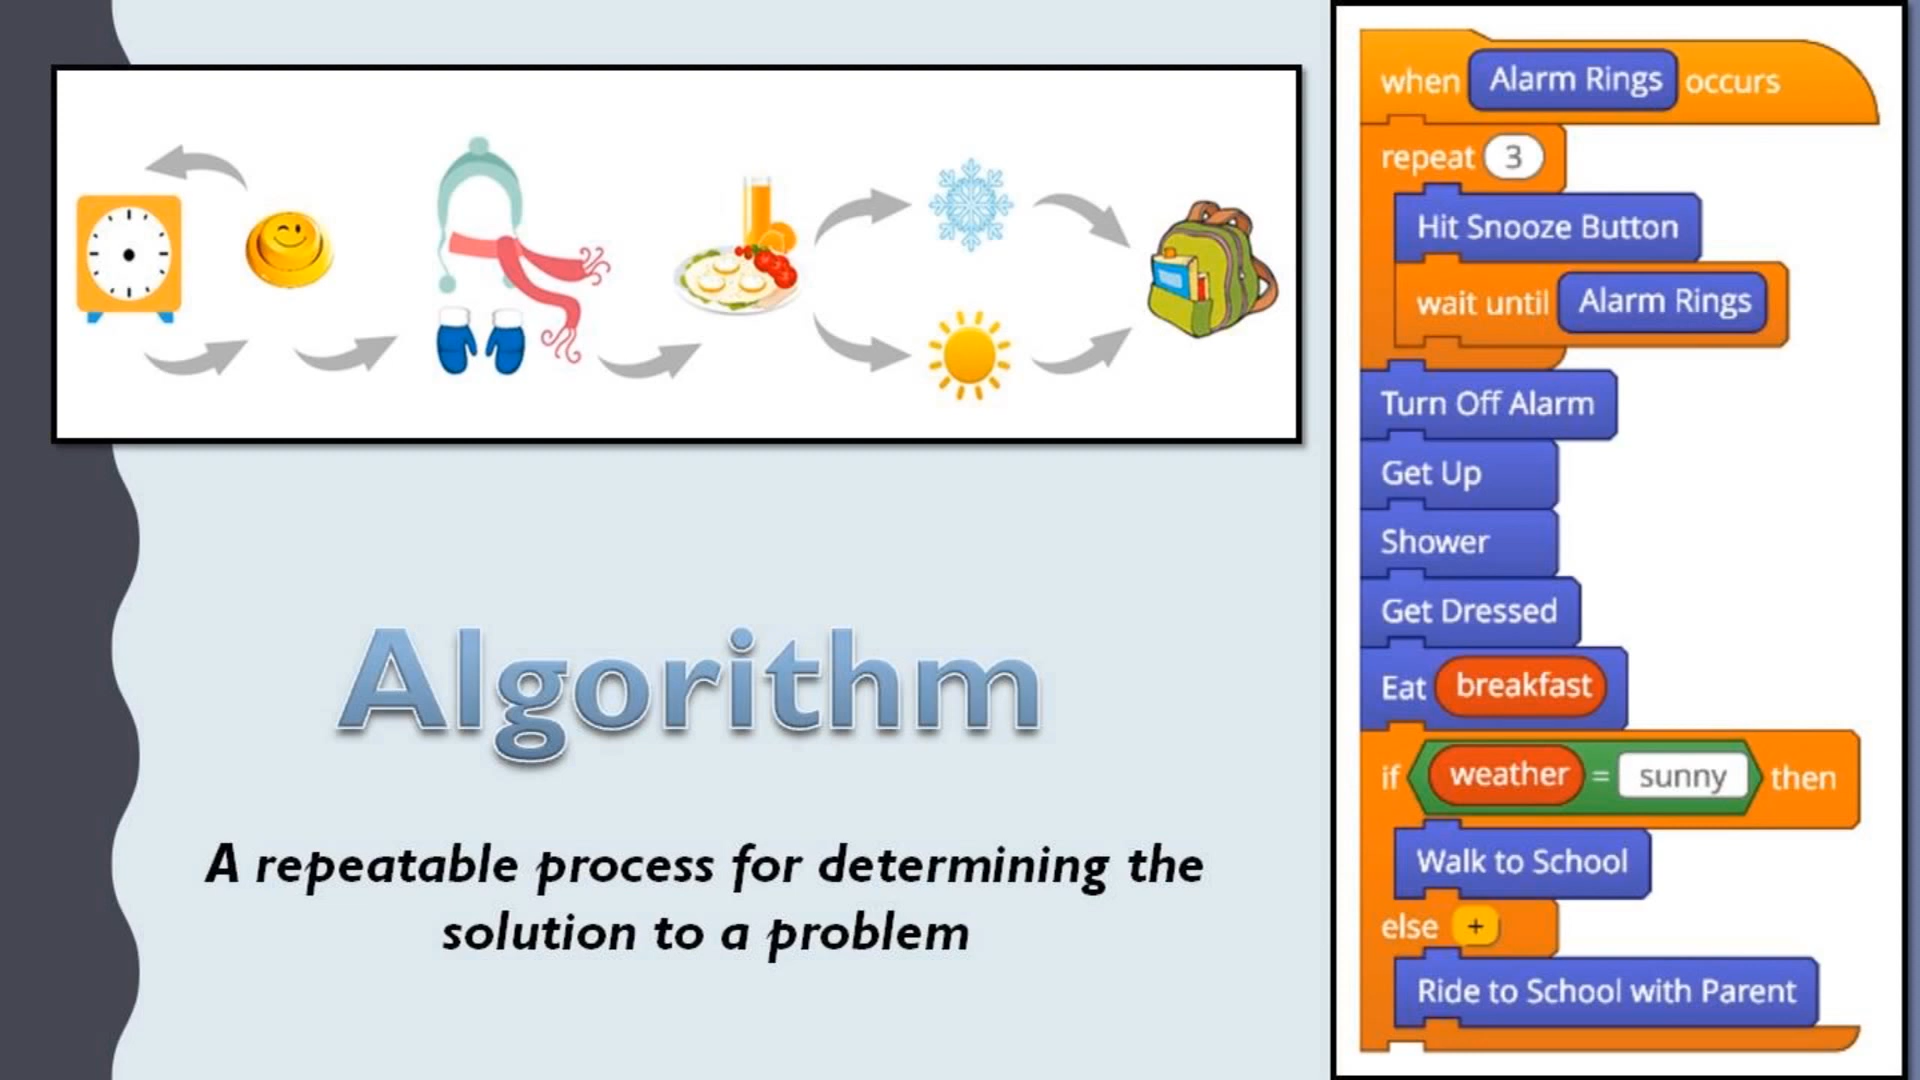 Algorithm
A repeatable process for determining the
solution to a problem
when Alarm Rings occurs
repeat 3
Hit Snooze Button
wait until Alarm Rings
Turn Off Alarm
Get Up
Shower
Get Dressed
Eat breakfast
if weather = sunny then
Walk to School
else +
Ride to School with Parent